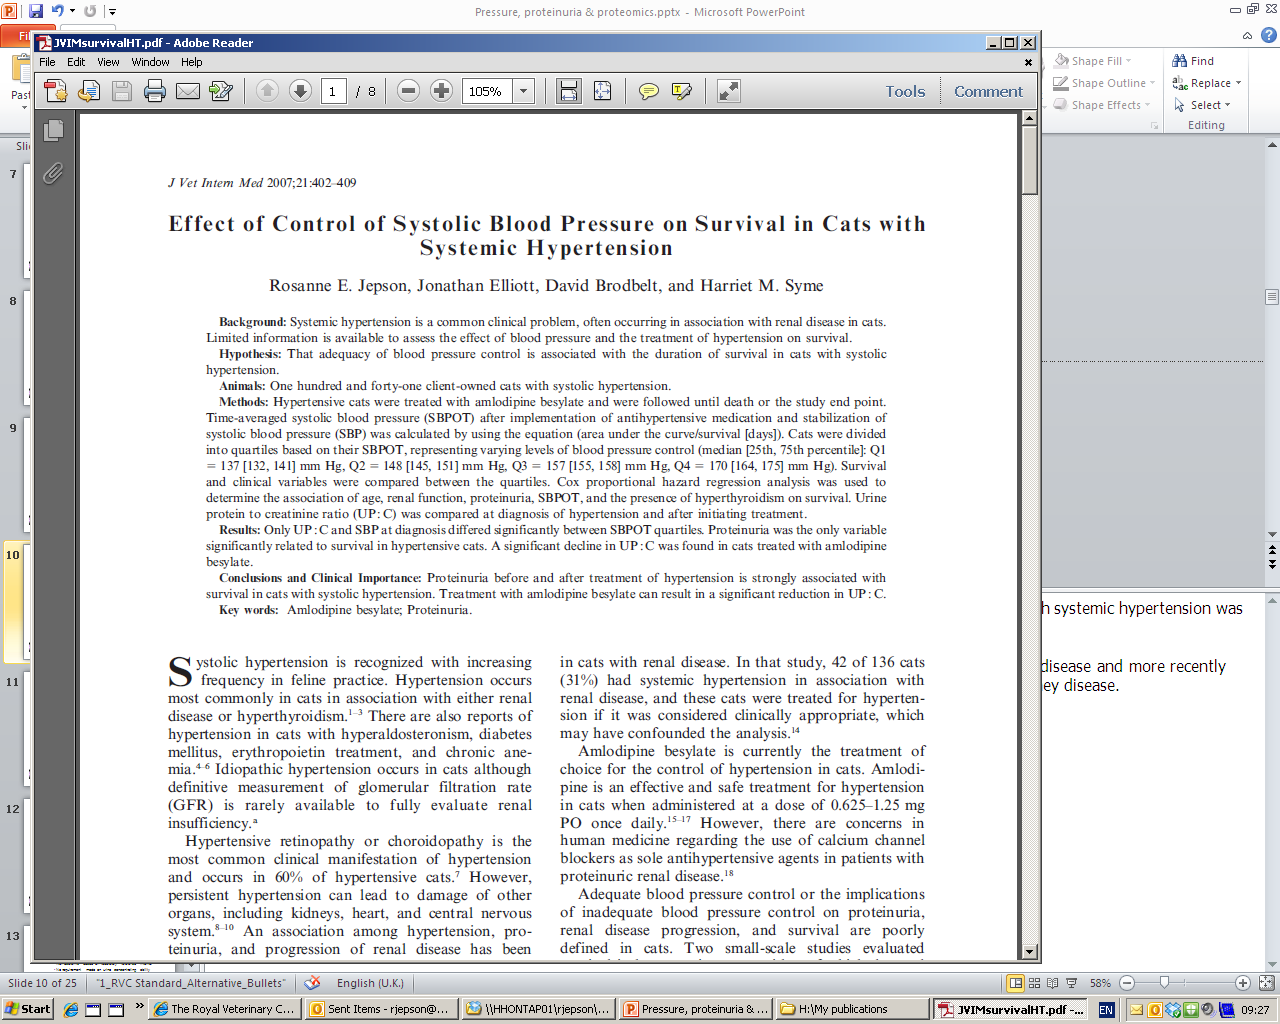 Pressure, proteinuria & proteomics.pptx - Microsoft PowerPoint
JVIMsurvivalHT.pdf - Adobe Reader
File Edit View Window Help
1 / 8 105% Tools Comment
Shape Fill
Shape Outline
Shape Effects
Find
Replace
Select
Editing
Past
7
8
9
10
11
12
13
J Vet Intern Med 2007;21:402–409
Effect of Control of Systolic Blood Pressure on Survival in Cats with
Systemic Hypertension
Rosanne E. Jepson, Jonathan Elliott, David Brodbelt, and Harriet M. Syme
Background: Systemic hypertension is a common clinical problem, often occurring in association with renal disease in cats.
Limited information is available to assess the effect of blood pressure and the treatment of hypertension on survival.
Hypothesis: That adequacy of blood pressure control is associated with the duration of survival in cats with systolic
hypertension.
Animals: One hundred and forty-one client-owned cats with systolic hypertension.
Methods: Hypertensive cats were treated with amlodipine besylate and were followed until death or the study end point.
Time-averaged systolic blood pressure (SBPOT) after implementation of antihypertensive medication and stabilization of
systolic blood pressure (SBP) was calculated by using the equation (area under the curve/survival [days]). Cats were divided
into quartiles based on their SBPOT, representing varying levels of blood pressure control (median [25th, 75th percentile]: Q1
= 137 [132, 141] mm Hg, Q2 = 148 [145, 151] mm Hg, Q3 = 157 [155, 158] mm Hg, Q4 = 170 [164, 175] mm Hg). Survival
and clinical variables were compared between the quartiles. Cox proportional hazard regression analysis was used to
determine the association of age, renal function, proteinuria, SBPOT, and the presence of hyperthyroidism on survival. Urine
protein to creatinine ratio (UP : C) was compared at diagnosis of hypertension and after initiating treatment.
Results: Only UP : C and SBP at diagnosis differed significantly between SBPOT quartiles. Proteinuria was the only variable
significantly related to survival in hypertensive cats. A significant decline in UP : C was found in cats treated with amlodipine
besylate.
Conclusions and Clinical Importance: Proteinuria before and after treatment of hypertension is strongly associated with
survival in cats with systolic hypertension. Treatment with amlodipine besylate can result in a significant reduction in UP : C.
Key words: Amlodipine besylate; Proteinuria.
Systolic hypertension is recognized with increasing
frequency in feline practice. Hypertension occurs
most commonly in cats in association with either renal
disease or hyperthyroidism.1–3 There are also reports of
hypertension in cats with hyperaldosteronism, diabetes
mellitus, erythropoietin treatment, and chronic ane-
mia.4–6 Idiopathic hypertension occurs in cats although
definitive measurement of glomerular filtration rate
(GFR) is rarely available to fully evaluate renal
insufficiency.a
Hypertensive retinopathy or choroidopathy is the
most common clinical manifestation of hypertension
and occurs in 60% of hypertensive cats.7 However,
persistent hypertension can lead to damage of other
organs, including kidneys, heart, and central nervous
system.8–10 An association among hypertension, pro-
teinuria, and progression of renal disease has been
in cats with renal disease. In that study, 42 of 136 cats
(31%) had systemic hypertension in association with
renal disease, and these cats were treated for hyperten-
sion if it was considered clinically appropriate, which
may have confounded the analysis.14
Amlodipine besylate is currently the treatment of
choice for the control of hypertension in cats. Amlodi-
pine is an effective and safe treatment for hypertension
in cats when administered at a dose of 0.625–1.25 mg
PO once daily.15–17 However, there are concerns in
human medicine regarding the use of calcium channel
blockers as sole antihypertensive agents in patients with
proteinuric renal disease.18
Adequate blood pressure control or the implications
of inadequate blood pressure control on proteinuria,
renal disease progression, and survival are poorly
defined in cats. Two small-scale studies evaluated
h systemic hypertension was
disease and more recently
ey disease.
Slide 10 of 25 "1_RVC Standard_Alternative_Bullets" English (U.K.) 58%
Start The Royal Veterinary C... Sent Items - rjepson@... \\HHONTAP01\rjepson\... Pressure, proteinuria & ... H:\My publications JVIMsurvivalHT.pdf -... EN 09:27